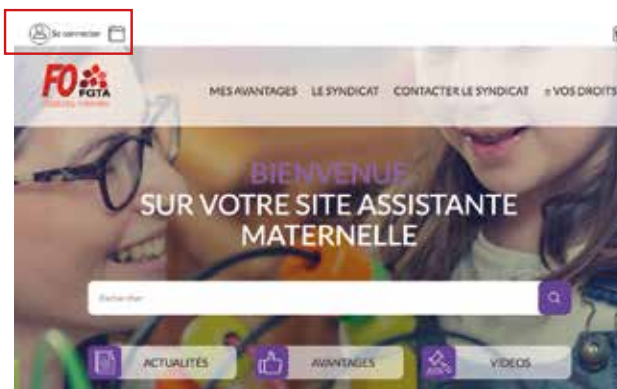 Se connecter
FO
FGTA
MES AVANTAGES LE SYNDICAT CONTACTER LE SYNDICAT VOS DROITS
BIENVENUE
SUR VOTRE SITE ASSISTANTE
MATERNELLE
Rechercher
ACTUALITÉS AVANTAGES VIDEOS